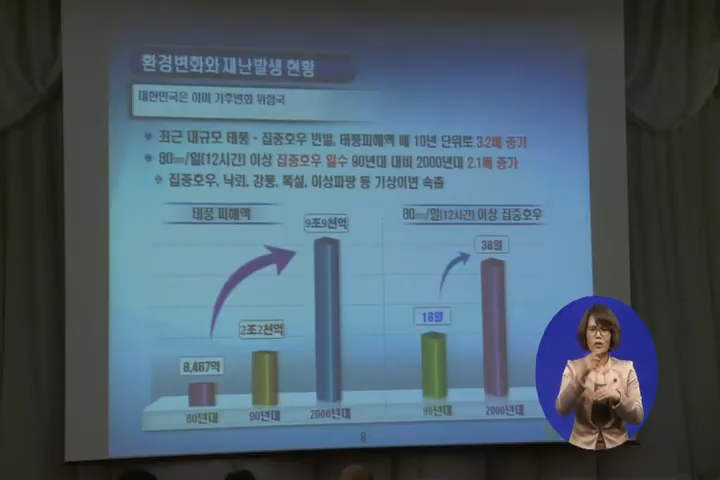 환경변화와 재난발생 현황
대한민국은 이미 기후변화 위험국
최근 대규모 태풍 - 집중호우 빈발, 태풍피해액 매 10년 단위로 3.2배 증가
80㎜/일(12시간) 이상 집중호우 일수 90년대 대비 2000년대 2.1배 증가
※ 집중호우, 낙뢰, 강풍, 폭설, 이상파랑 등 기상이변 속출
태풍 피해액
80㎜/일(12시간) 이상 집중호우
9조9천억
2조2천억
8,467억
80년대
90년대
2000년대
38일
18일
90년대
2000년대
8